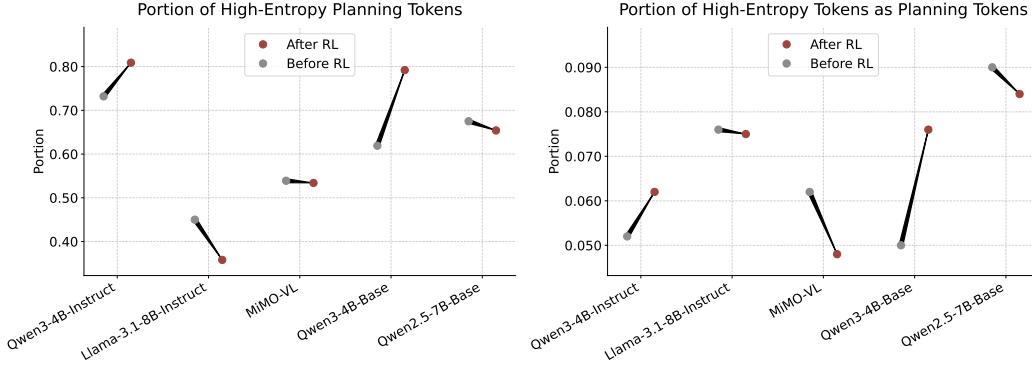 Portion of High-Entropy Planning Tokens
After RL
Before RL
Portion
0.80
0.70
0.60
0.50
0.40
Qwen3-4B-Instruct
Llama-3.1-8B-Instruct
MiMO-VL
Qwen3-4B-Base
Qwen2.5-7B-Base
Portion of High-Entropy Tokens as Planning Tokens
After RL
Before RL
Portion
0.090
0.080
0.070
0.060
0.050
Qwen3-4B-Instruct
Llama-3.1-8B-Instruct
MiMO-VL
Qwen3-4B-Base
Qwen2.5-7B-Base